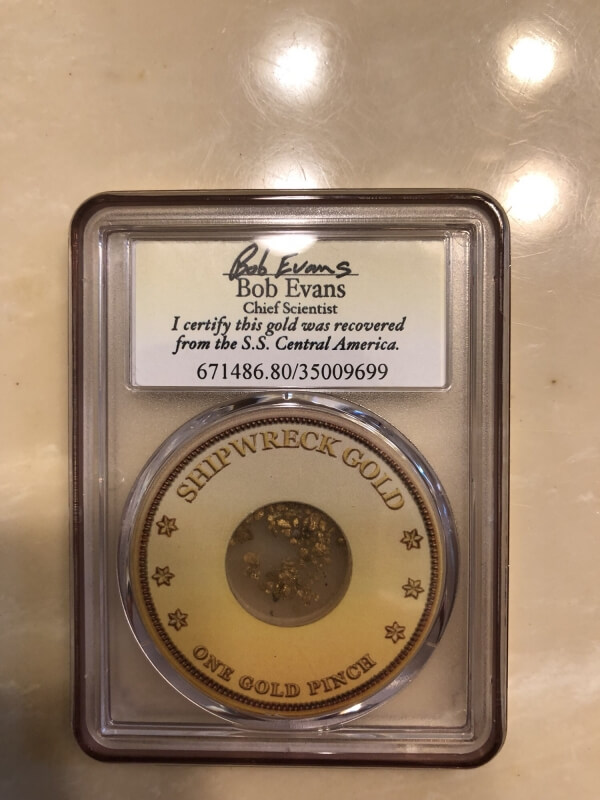 Bob Evans
Bob Evans
Chief Scientist
I certify this gold was recovered
from the S.S. Central America.
671486.80/35009699
SHIPWRECK GOLD
ONE GOLD PINCH